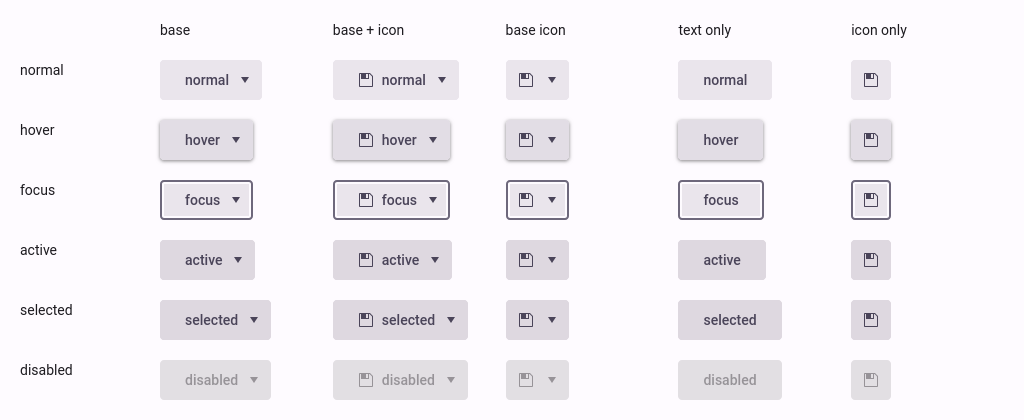 base base + icon base icon text only icon only
normal normal normal normal
hover hover hover hover
focus focus focus focus
active active active active
selected selected selected selected
disabled disabled disabled disabled